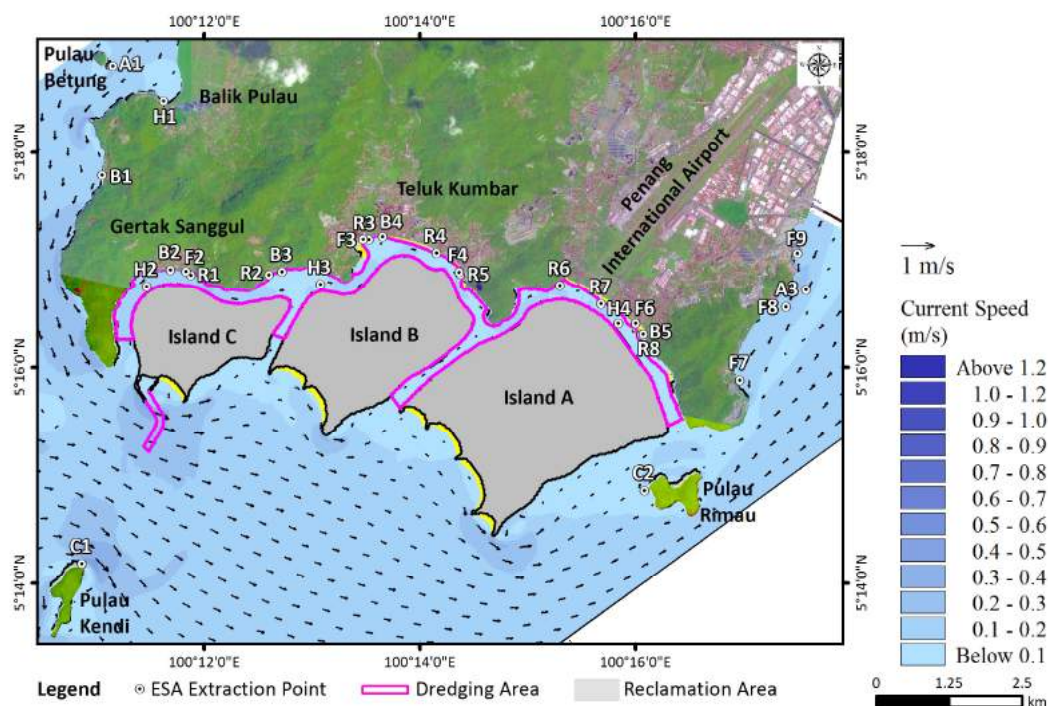 100°12'0"E
100°14'0"E
100°16'0"E
Pulau
Betung
A1
H1
Balik Pulau
5°18'0"N
5°18'0"N
B1
Teluk Kumbar
Penang
International Airport
Gertak Sanggul
R3 B4
F3
R4
F4
R5
B2
F2
H2
R1
R2
B3
H3
R6
R7
H4
F6
B5
R8
F9
A3
F8
F7
1 m/s
Current Speed
(m/s)
Above 1.2
1.0 - 1.2
0.9 - 1.0
0.8 - 0.9
0.7 - 0.8
0.6 - 0.7
0.5 - 0.6
0.4 - 0.5
0.3 - 0.4
0.2 - 0.3
0.1 - 0.2
Below 0.1
Island C
Island B
Island A
5°16'0"N
5°16'0"N
C2
Pulau
Rimau
C1
Pulau
Kendi
5°14'0"N
5°14'0"N
100°12'0"E
100°14'0"E
100°16'0"E
Legend
ESA Extraction Point
Dredging Area
Reclamation Area
0 1.25 2.5
km